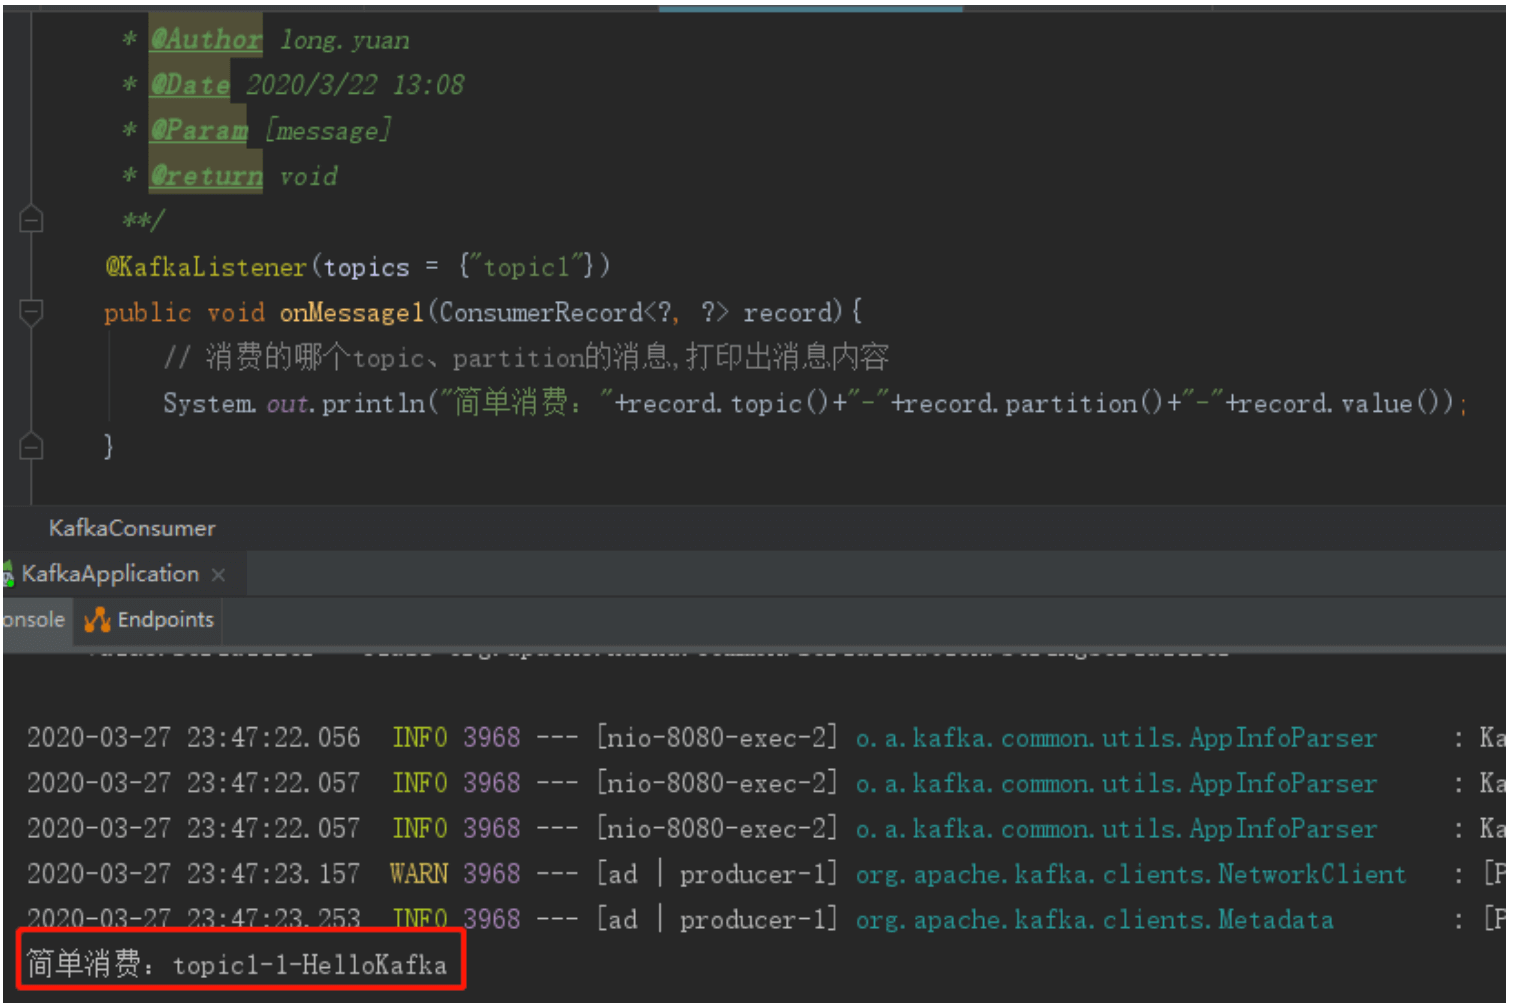 * @Author long.yuan
* @Date 2020/3/22 13:08
* @Param [message]
* @return void
**/
@KafkaListener(topics = {"topic1"})
public void onMessage1(ConsumerRecord<?, ?> record){
// 消费的哪个topic、partition的消息,打印出消息内容
System.out.println("简单消费："+record.topic()+"-"+record.partition()+"-"+record.value());
}
KafkaConsumer
KafkaApplication ×
onsole Endpoints
2020-03-27 23:47:22.056 INFO 3968 --- [nio-8080-exec-2] o.a.kafka.common.utils.AppInfoParser : Ka
2020-03-27 23:47:22.057 INFO 3968 --- [nio-8080-exec-2] o.a.kafka.common.utils.AppInfoParser : Ka
2020-03-27 23:47:22.057 INFO 3968 --- [nio-8080-exec-2] o.a.kafka.common.utils.AppInfoParser : Ka
2020-03-27 23:47:23.157 WARN 3968 --- [ad | producer-1] org.apache.kafka.clients.NetworkClient : [P
2020-03-27 23:47:23.253 INFO 3968 --- [ad | producer-1] org.apache.kafka.clients.Metadata : [P
简单消费：topic1-1-HelloKafka